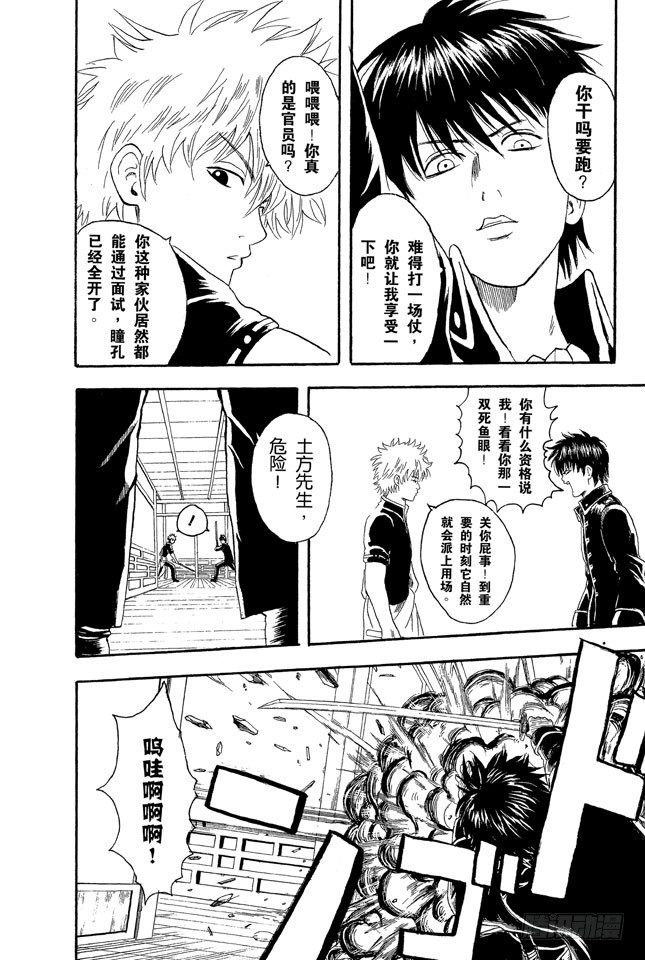 你干吗要跑？
难得打一场仗，
你就让我享受一
下吧！
喂喂喂！你真
的是官员吗？
你这种家伙居然都
能通过面试，瞳孔
已经全开了。
你有什么资格说
我！看看你那一
双死鱼眼！
关你屁事！到重
要的时刻它自然
就会派上用场。
土方先生，
危险！
！
呜哇啊啊啊！
ドガーン